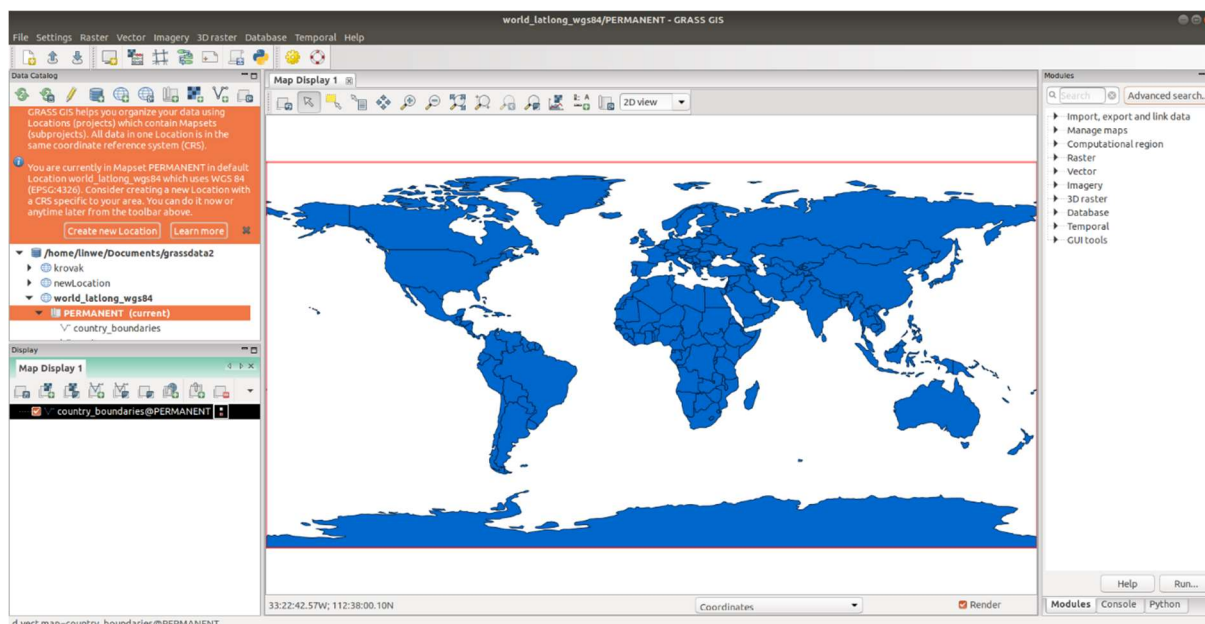 world_latlong_wgs84/PERMANENT - GRASS GIS
File Settings Raster Vector Imagery 3D raster Database Temporal Help
Data Catalog
GRASS GIS helps you organize your data using
Locations (projects) which contain Mapsets
(subprojects). All data in one Location is in the
same coordinate reference system (CRS).
You are currently in Mapset PERMANENT in default
Location world_latlong_wgs84 which uses WGS 84
(EPSG:4326). Consider creating a new Location with
a CRS specific to your area. You can do it now or
anytime later from the toolbar above.
Create new Location Learn more
/home/linwe/Documents/grassdata2
krovak
newLocation
world_latlong_wgs84
PERMANENT (current)
country_boundaries
Display
Map Display 1
country_boundaries@PERMANENT
Map Display 1
2D view
33:22:42.57W; 112:38:00.10N
Coordinates
Render
Modules
Search Advanced search..
Import, export and link data
Manage maps
Computational region
Raster
Vector
Imagery
3D raster
Database
Temporal
GUI tools
Help Run...
Modules Console Python
d.vect map=country_boundaries@PERMANENT